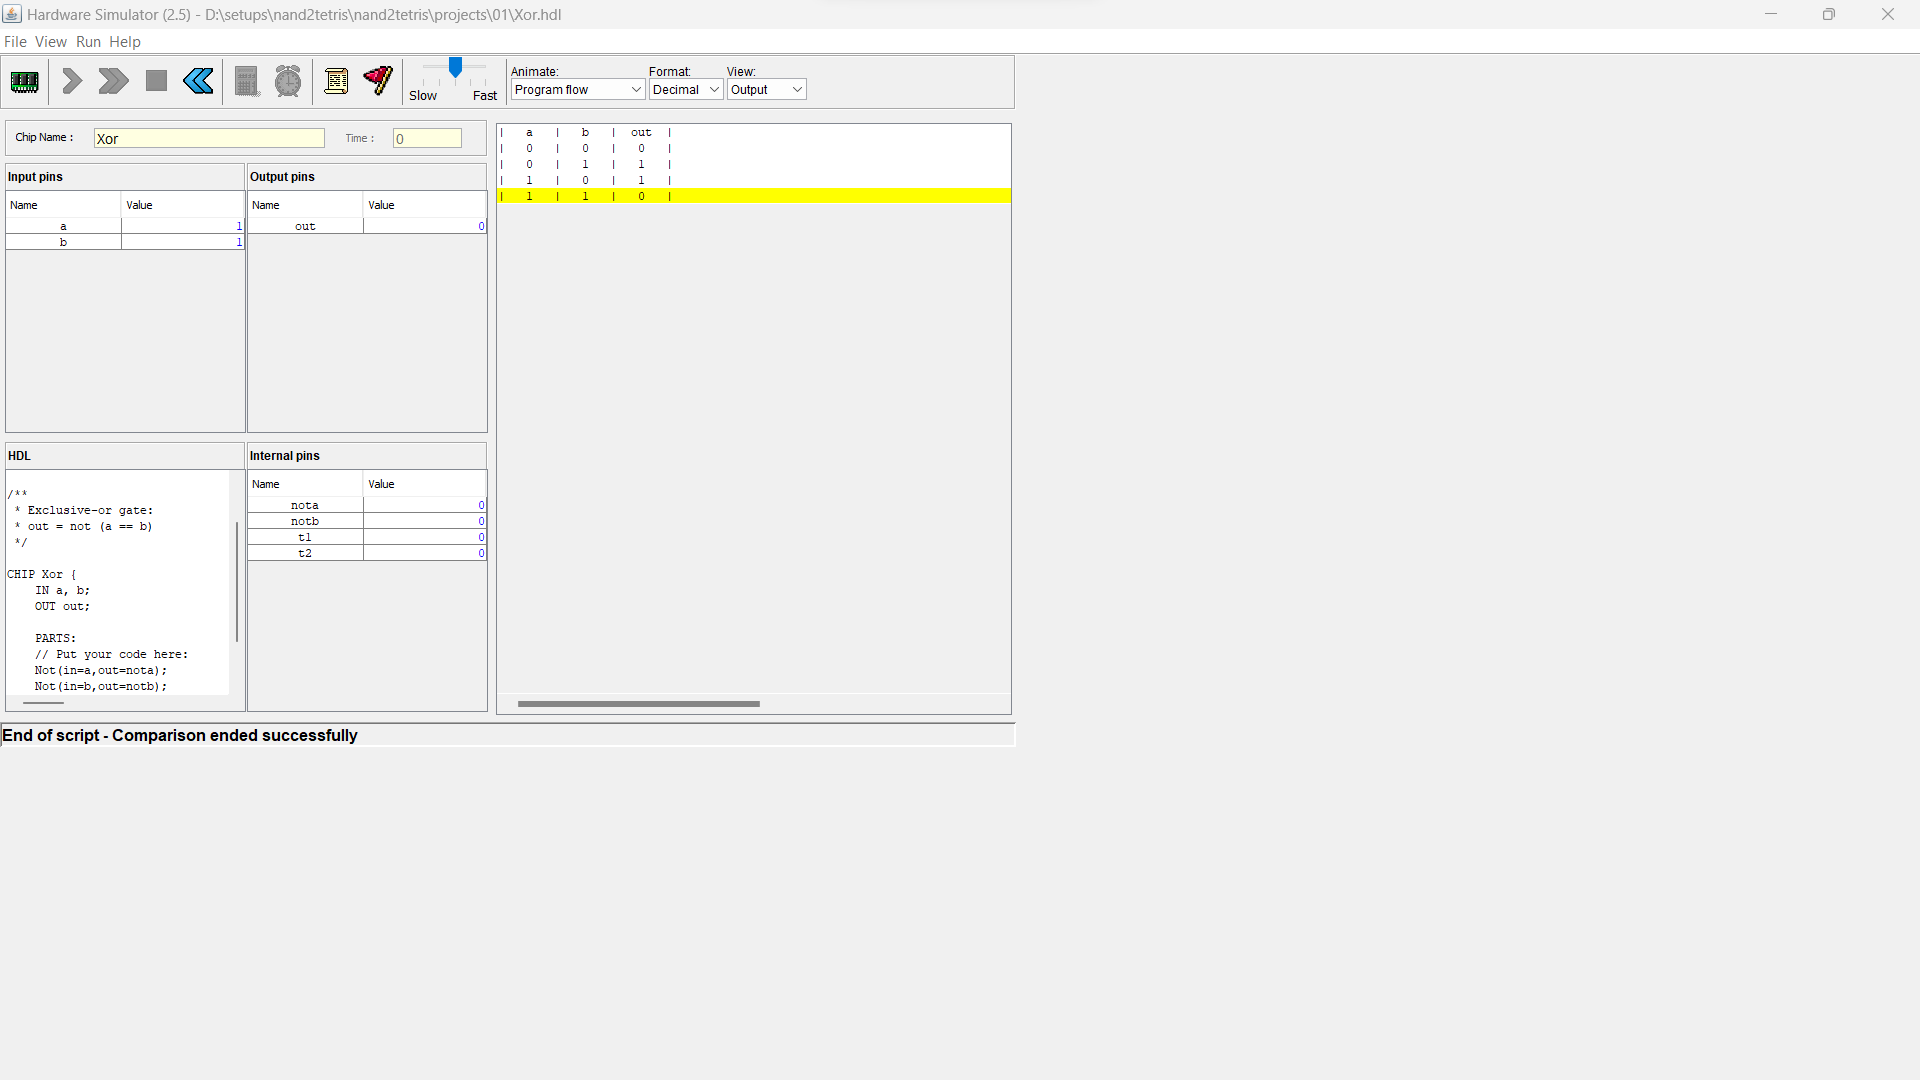 Hardware Simulator (2.5) - D:\setups\nand2tetris\nand2tetris\projects\01\Xor.hdl
File View Run Help
Slow Fast
Animate: Format: View:
Program flow Decimal Output
Chip Name : Xor Time : 0
Input pins
Name Value
a 1
b 1
Output pins
Name Value
out 0
HDL
/**
* Exclusive-or gate:
* out = not (a == b)
*/
CHIP Xor {
IN a, b;
OUT out;
PARTS:
// Put your code here:
Not(in=a,out=nota);
Not(in=b,out=notb);
Internal pins
Name Value
nota 0
notb 0
t1 0
t2 0
| a | b | out |
| 0 | 0 | 0 |
| 0 | 1 | 1 |
| 1 | 0 | 1 |
| 1 | 1 | 0 |
End of script - Comparison ended successfully